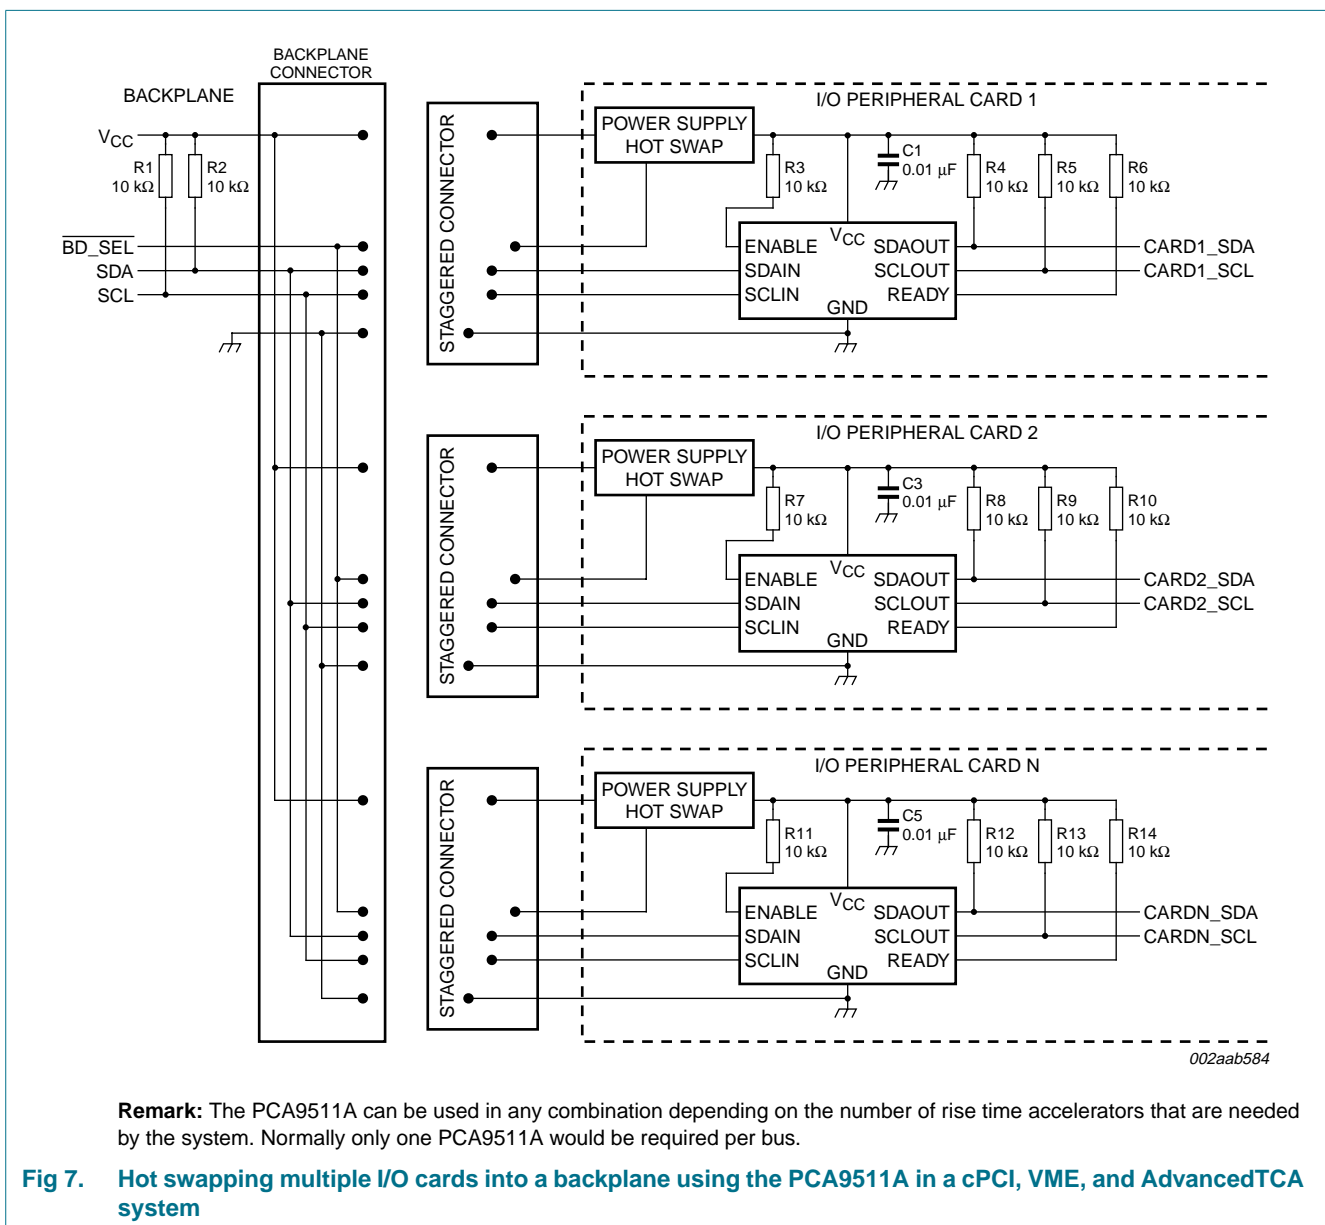 BACKPLANE
CONNECTOR
BACKPLANE
VCC
R1
10 kΩ
R2
10 kΩ
BD_SEL
SDA
SCL
STAGGERED CONNECTOR
I/O PERIPHERAL CARD 1
POWER SUPPLY
HOT SWAP
R3
10 kΩ
C1
0.01 μF
R4
10 kΩ
R5
10 kΩ
R6
10 kΩ
ENABLE
VCC
SDAOUT
SDAIN
SCLOUT
SCLIN
READY
GND
CARD1_SDA
CARD1_SCL
STAGGERED CONNECTOR
I/O PERIPHERAL CARD 2
POWER SUPPLY
HOT SWAP
R7
10 kΩ
C3
0.01 μF
R8
10 kΩ
R9
10 kΩ
R10
10 kΩ
ENABLE
VCC
SDAOUT
SDAIN
SCLOUT
SCLIN
READY
GND
CARD2_SDA
CARD2_SCL
STAGGERED CONNECTOR
I/O PERIPHERAL CARD N
POWER SUPPLY
HOT SWAP
R11
10 kΩ
C5
0.01 μF
R12
10 kΩ
R13
10 kΩ
R14
10 kΩ
ENABLE
VCC
SDAOUT
SDAIN
SCLOUT
SCLIN
READY
GND
CARDN_SDA
CARDN_SCL
002aab584
Remark: The PCA9511A can be used in any combination depending on the number of rise time accelerators that are needed
by the system. Normally only one PCA9511A would be required per bus.
Fig 7. Hot swapping multiple I/O cards into a backplane using the PCA9511A in a cPCI, VME, and AdvancedTCA
system